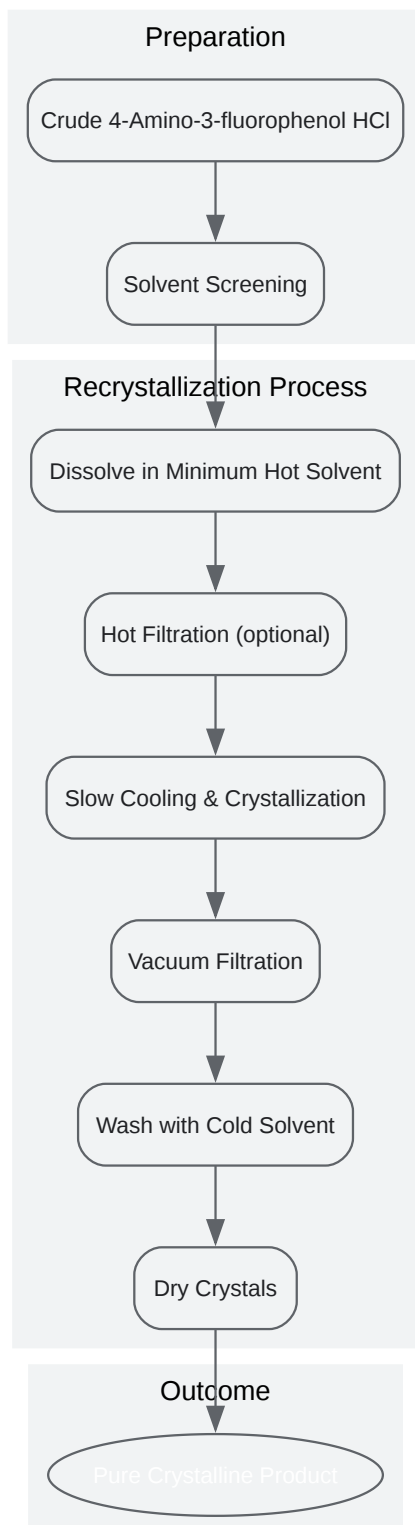 Preparation
Crude 4-Amino-3-fluorophenol HCl
Solvent Screening
Recrystallization Process
Dissolve in Minimum Hot Solvent
Hot Filtration (optional)
Slow Cooling & Crystallization
Vacuum Filtration
Wash with Cold Solvent
Dry Crystals
Outcome
Pure Crystalline Product